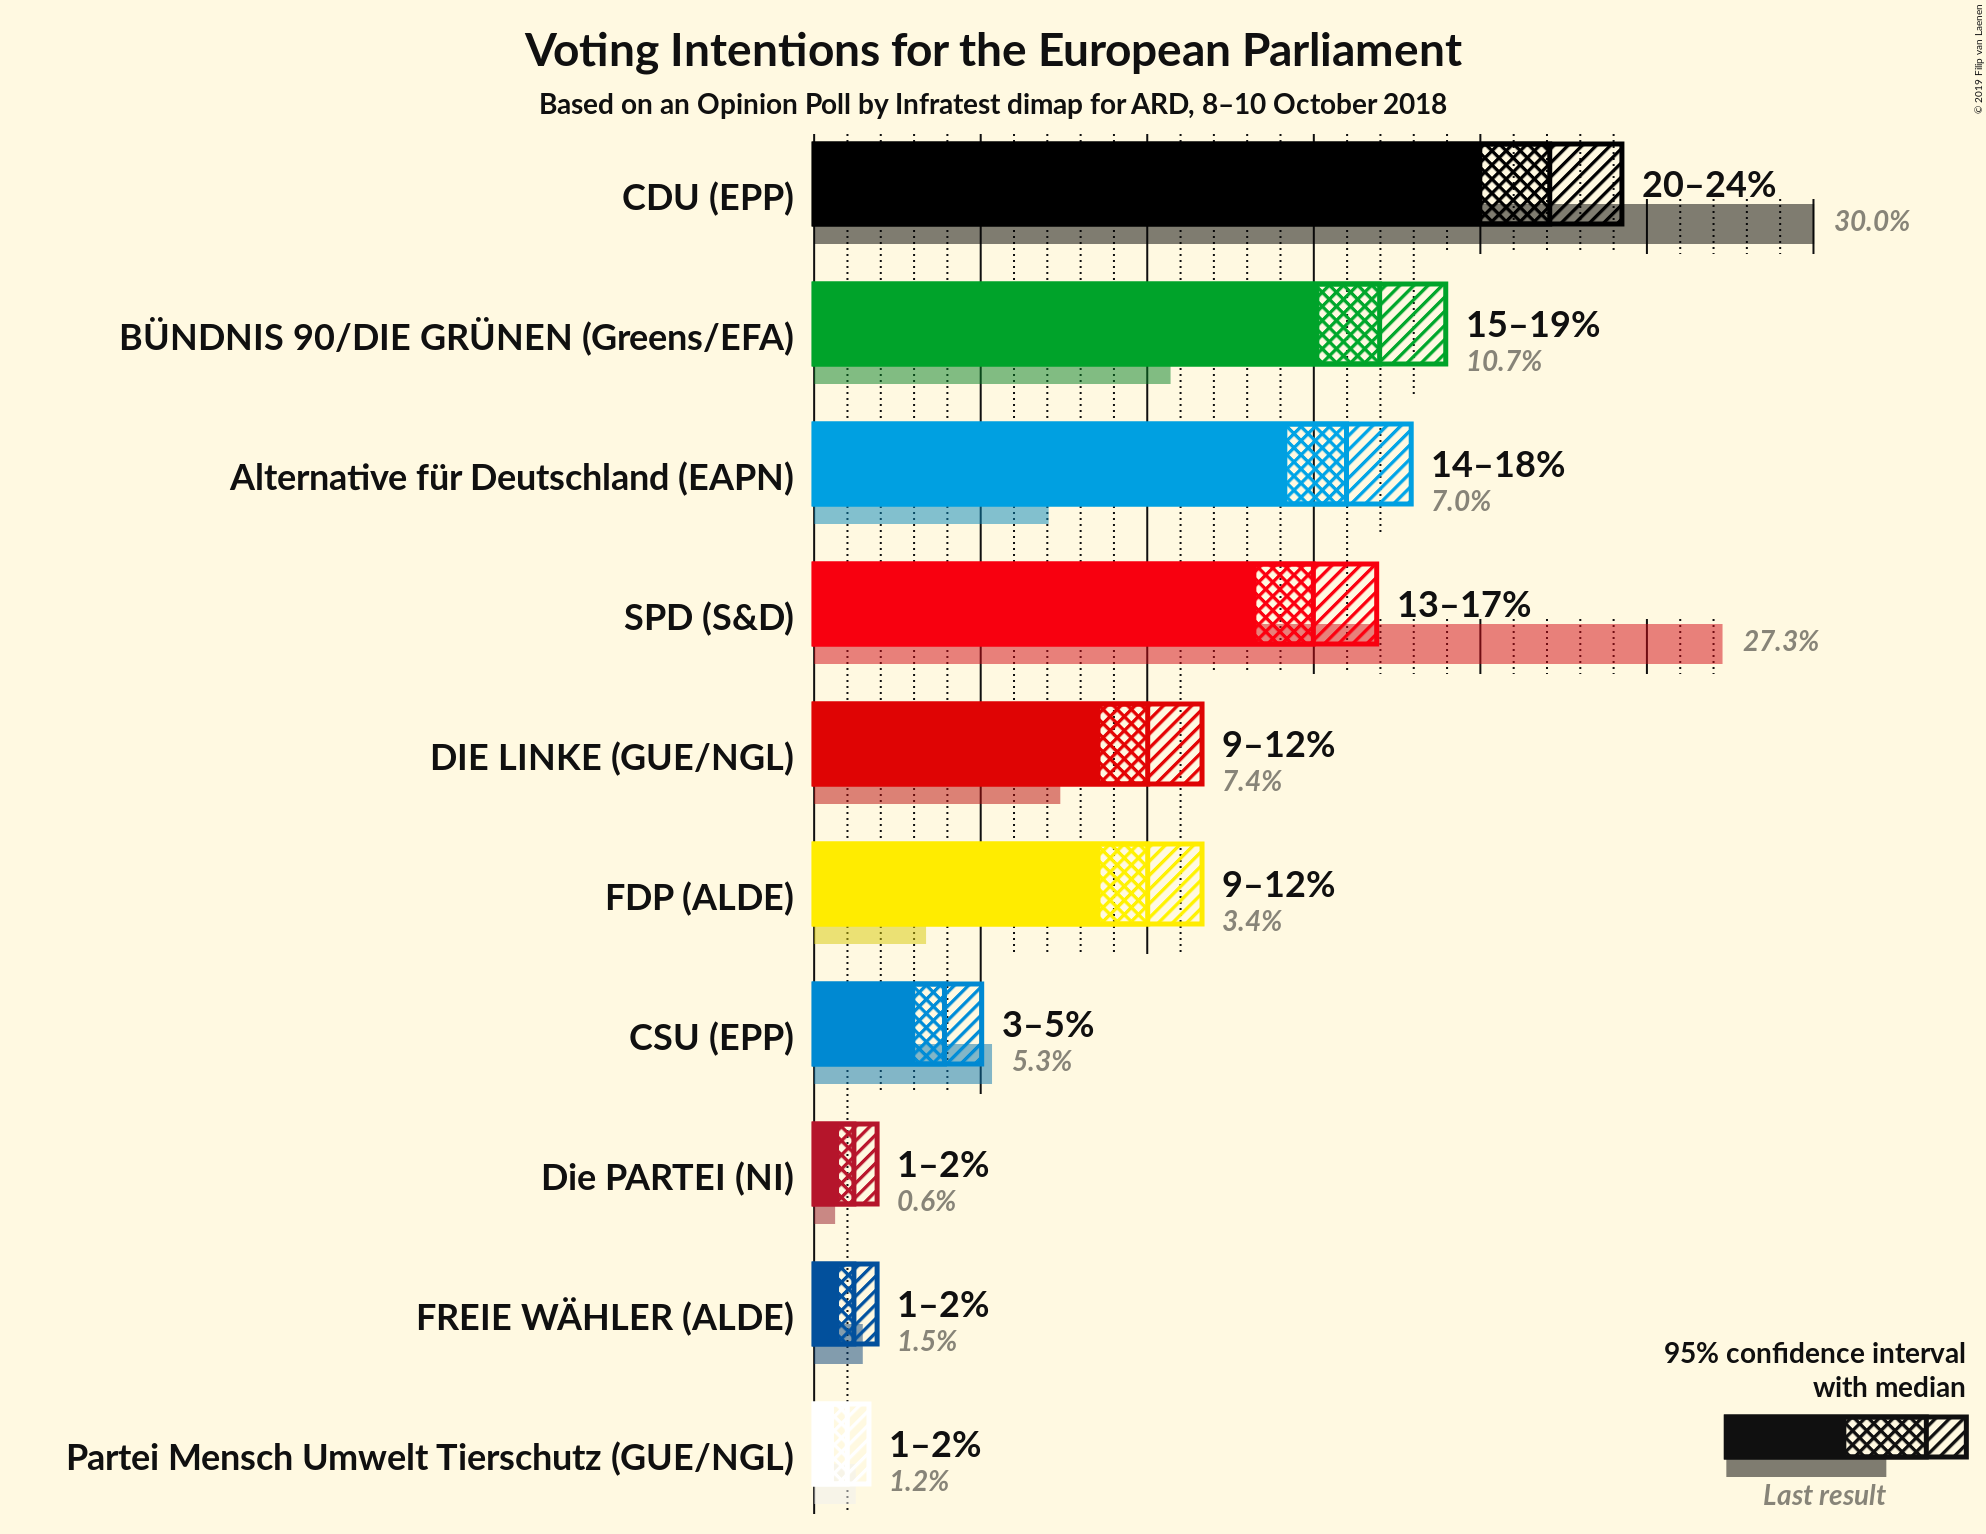 Voting Intentions for the European Parliament
Based on an Opinion Poll by Infratest dimap for ARD, 8–10 October 2018
© 2019 Filip van Laenen
CDU (EPP)
20–24%
30.0%
BÜNDNIS 90/DIE GRÜNEN (Greens/EFA)
15–19%
10.7%
Alternative für Deutschland (EAPN)
14–18%
7.0%
SPD (S&D)
13–17%
27.3%
DIE LINKE (GUE/NGL)
9–12%
7.4%
FDP (ALDE)
9–12%
3.4%
CSU (EPP)
3–5%
5.3%
Die PARTEI (NI)
1–2%
0.6%
FREIE WÄHLER (ALDE)
1–2%
1.5%
Partei Mensch Umwelt Tierschutz (GUE/NGL)
1–2%
1.2%
95% confidence interval
with median
Last result